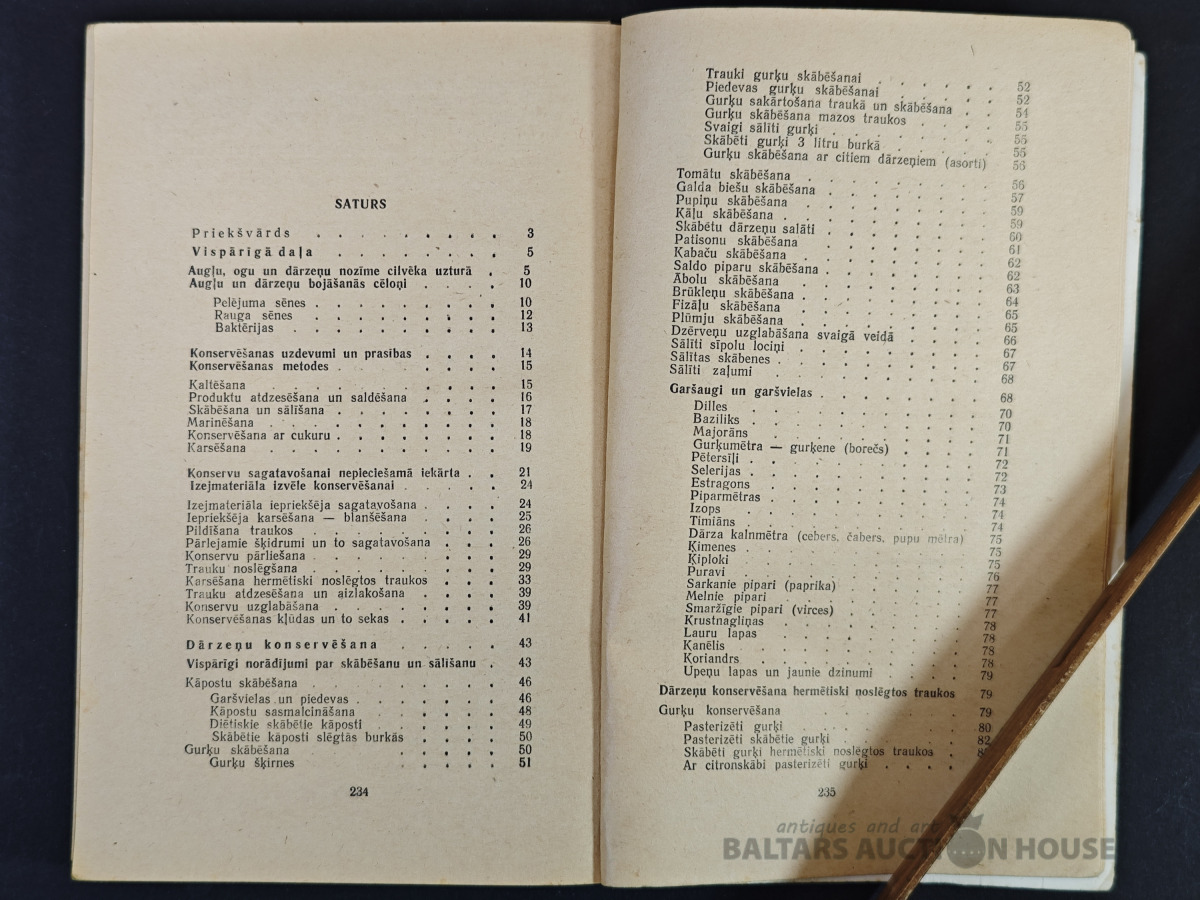 SATURS
Priekšvārds . . . . . . . . 3
Vispārīgā daļa . . . . . . . 5
Augļu, ogu un dārzeņu nozīme cilvēka uzturā . 5
Augļu un dārzeņu bojāšanās cēloņi . . . . 10
Pelējuma sēnes . . . . . . . . 10
Rauga sēnes . . . . . . . . 12
Baktērijas . . . . . . . . . 13
Konservēšanas uzdevumi un prasības . . . . 14
Konservēšanas metodes . . . . . . 15
Kaltēšana . . . . . . . . . 15
Produktu atdzesēšana un saldēšana . . . . 16
Skābēšana un sālīšana . . . . . . 17
Marinēšana . . . . . . . . . 18
Konservēšana ar cukuru . . . . . . 18
Karsēšana . . . . . . . . . 19
Konservu sagatavošanai nepieciešamā iekārta . . 21
Izejmateriāla izvēle konservēšanai . . . . 24
Izejmateriāla iepriekšēja sagatavošana . . . . 24
Iepriekšēja karsēšana — blanšēšana . . . . 25
Pildīšana traukos . . . . . . . 26
Pārlejamie šķidrumi un to sagatavošana . . . 26
Konservu pārliešana . . . . . . . 29
Trauku noslēgšana . . . . . . . 29
Karsēšana hermētiski noslēgtos traukos . . . 33
Trauku atdzesēšana un aizlakošana . . . . 39
Konservu uzglabāšana . . . . . . 39
Konservēšanas kļūdas un to sekas . . . . 41
Dārzeņu konservēšana . . . . . 43
Vispārīgi norādījumi par skābēšanu un sālīšanu . 43
Kāpostu skābēšana . . . . . . . 46
Garšvielas un piedevas . . . . . . 46
Kāpostu sasmalcināšana . . . . . 48
Diētiskie skābētie kāposti . . . . . 49
Skābētie kāposti slēgtās burkās . . . . 50
Gurķu skābēšana . . . . . . . 50
Gurķu šķirnes . . . . . . . 51
234
Trauki gurķu skābēšanai . . . . . 52
Piedevas gurķu skābēšanai . . . . . 52
Gurķu sakārtošana traukā un skābēšana . . 54
Gurķu skābēšana mazos traukos . . . . 55
Svaigi sālīti gurķi . . . . . . . 55
Skābēti gurķi 3 litru burkā . . . . . 55
Gurķu skābēšana ar citiem dārzeņiem (asorti) 56
Tomātu skābēšana . . . . . . . 56
Galda biešu skābēšana . . . . . . 57
Pupiņu skābēšana . . . . . . . 59
Kāļu skābēšana . . . . . . . . 59
Skābētu dārzeņu salāti . . . . . . 60
Patisonu skābēšana . . . . . . . 61
Kabaču skābēšana . . . . . . . 62
Saldo piparu skābēšana . . . . . . 62
Ābolu skābēšana . . . . . . . 63
Brūkleņu skābēšana . . . . . . . 64
Fizāļu skābēšana . . . . . . . 65
Plūmju skābēšana . . . . . . . 65
Dzērveņu uzglabāšana svaigā veidā . . . . 66
Sālīti sīpolu lociņi . . . . . . . 67
Sālītas skābenes . . . . . . . . 67
Sālīti zaļumi . . . . . . . . 68
Garšaugi un garšvielas . . . . . . 68
Dilles . . . . . . . . . 70
Baziliks . . . . . . . . . 70
Majorāns . . . . . . . . 71
Gurķumētra — gurķene (borečs) . . . . 71
Pētersīļi . . . . . . . . 72
Selerijas . . . . . . . . 72
Estragons . . . . . . . . 73
Piparmētras . . . . . . . . 74
Izops . . . . . . . . . 74
Timiāns . . . . . . . . 74
Dārza kalnmētra (cebers, čabers, pupu mētra) 75
Ķimenes . . . . . . . . 75
Ķiploki . . . . . . . . 75
Puravi . . . . . . . . 76
Sarkanie pipari (paprika) . . . . . 77
Melnie pipari . . . . . . . 77
Smaržīgie pipari (virces) . . . . . 77
Krustnagliņas . . . . . . . 78
Lauru lapas . . . . . . . 78
Kanēlis . . . . . . . . 78
Koriandrs . . . . . . . . 78
Upeņu lapas un jaunie dzinumi . . . . 79
Dārzeņu konservēšana hermētiski noslēgtos traukos 79
Gurķu konservēšana . . . . . . . 79
Pasterizēti gurķi . . . . . . . 80
Pasterizēti skābētie gurķi . . . . . 82
Skābēti gurķi hermētiski noslēgtos traukos .
Ar citronskābi pasterizēti gurķi . . . .
235
antiques and art
BALTARS AUCTION HOUSE